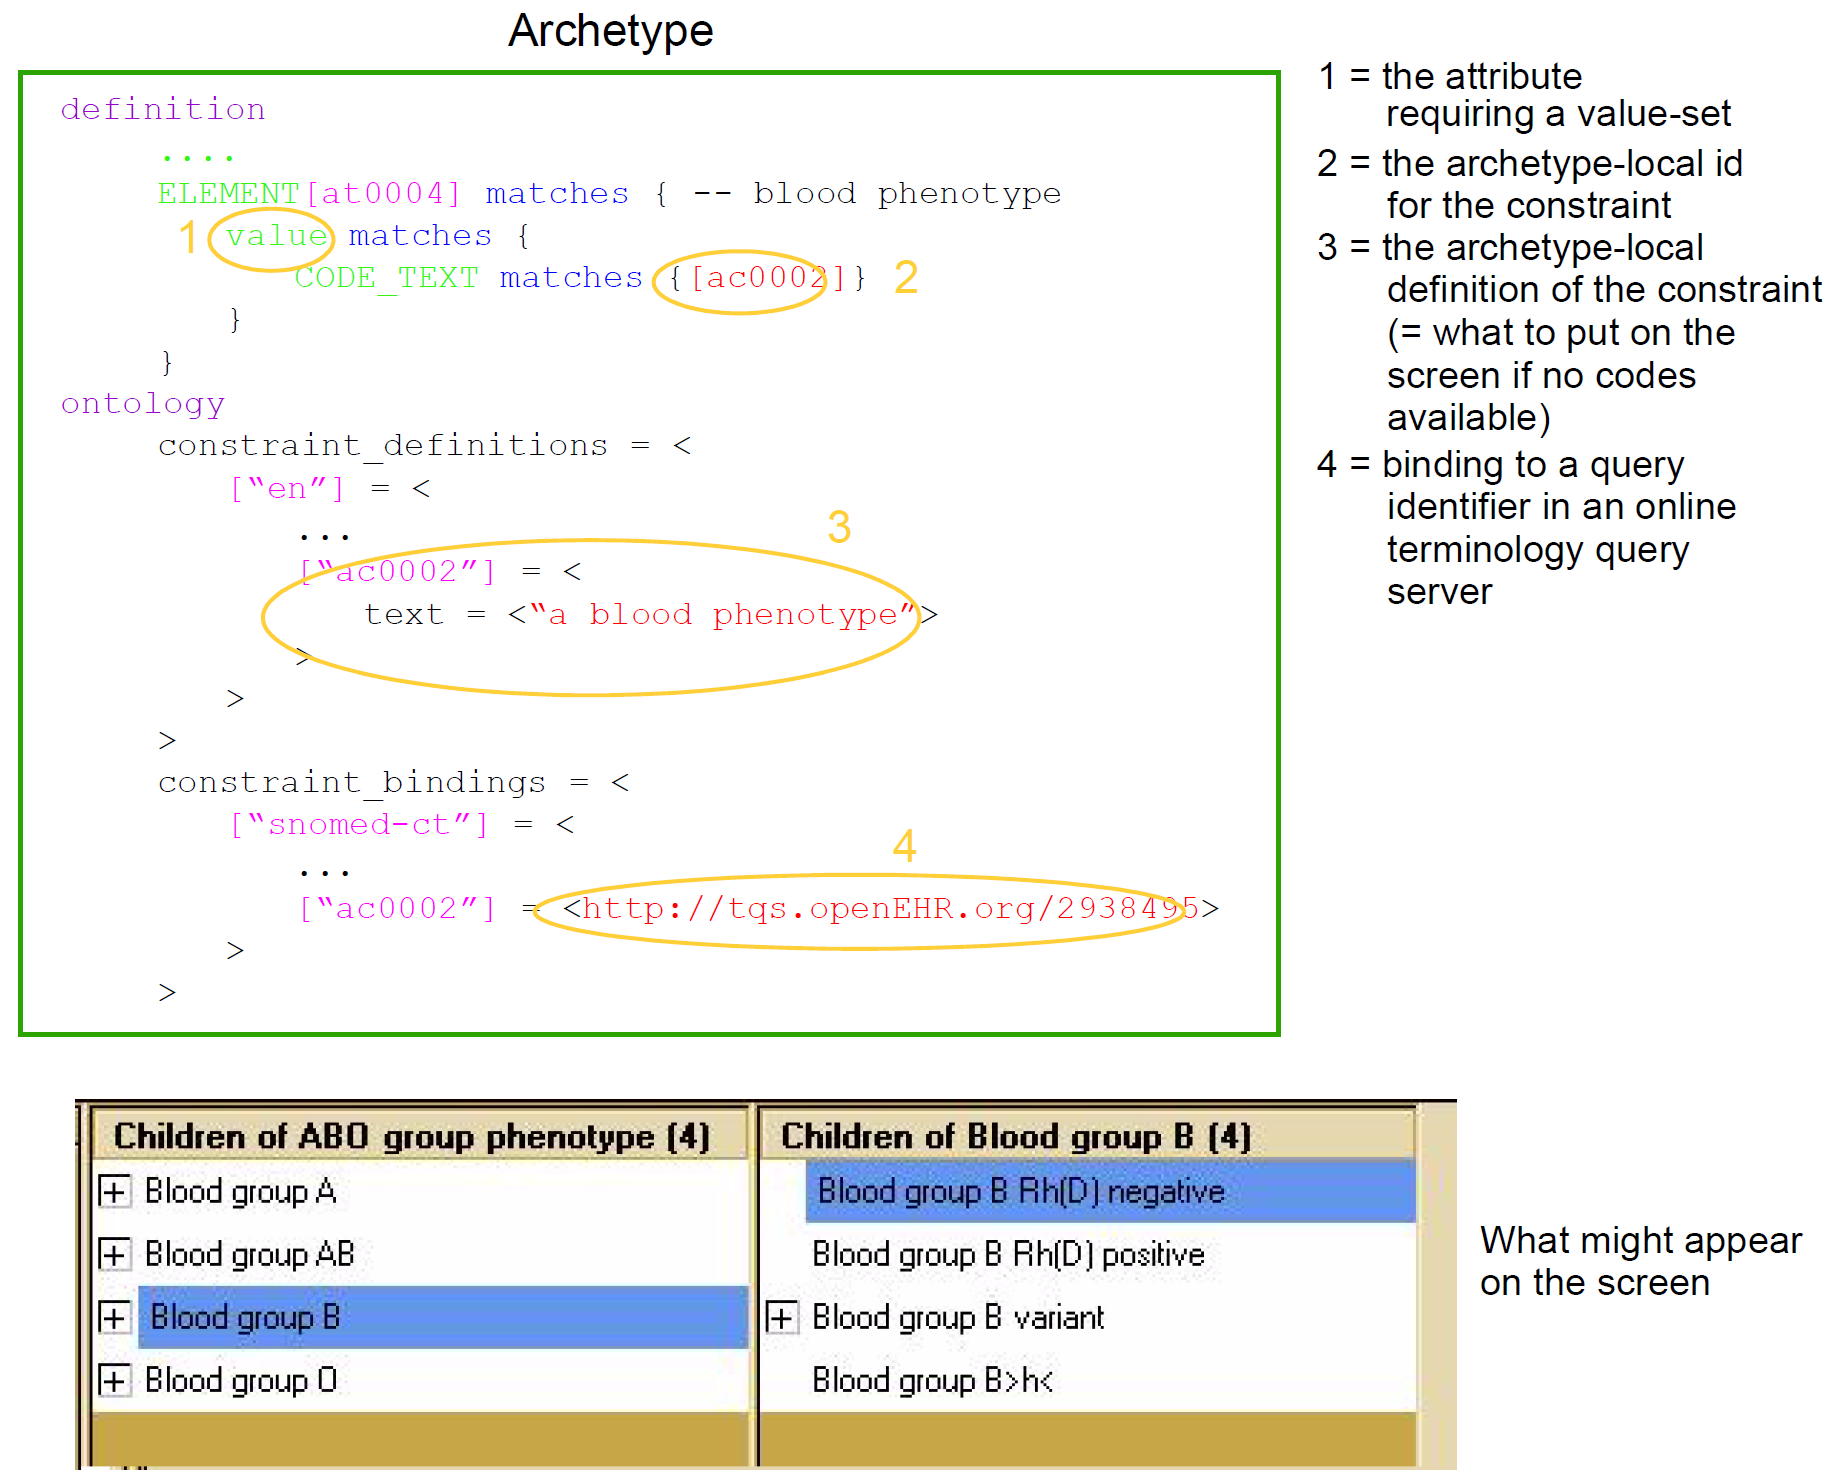 Archetype
definition
....
ELEMENT[at0004] matches { -- blood phenotype
1 value matches {
CODE_TEXT matches {[ac0002]} 2
}
}
ontology
constraint_definitions = <
[“en”] = <
...
3
[“ac0002”] = <
text = <“a blood phenotype”>
>
>
>
constraint_bindings = <
[“snomed-ct”] = <
4
...
[“ac0002”] = <http://tqs.openEHR.org/2938495>
>
>
1 = the attribute
requiring a value-set
2 = the archetype-local id
for the constraint
3 = the archetype-local
definition of the constraint
(= what to put on the
screen if no codes
available)
4 = binding to a query
identifier in an online
terminology query
server
Children of ABO group phenotype (4)
Blood group A
Blood group AB
Blood group B
Blood group O
Children of Blood group B (4)
Blood group B Rh(D) negative
Blood group B Rh(D) positive
Blood group B variant
Blood group B>h<
What might appear
on the screen